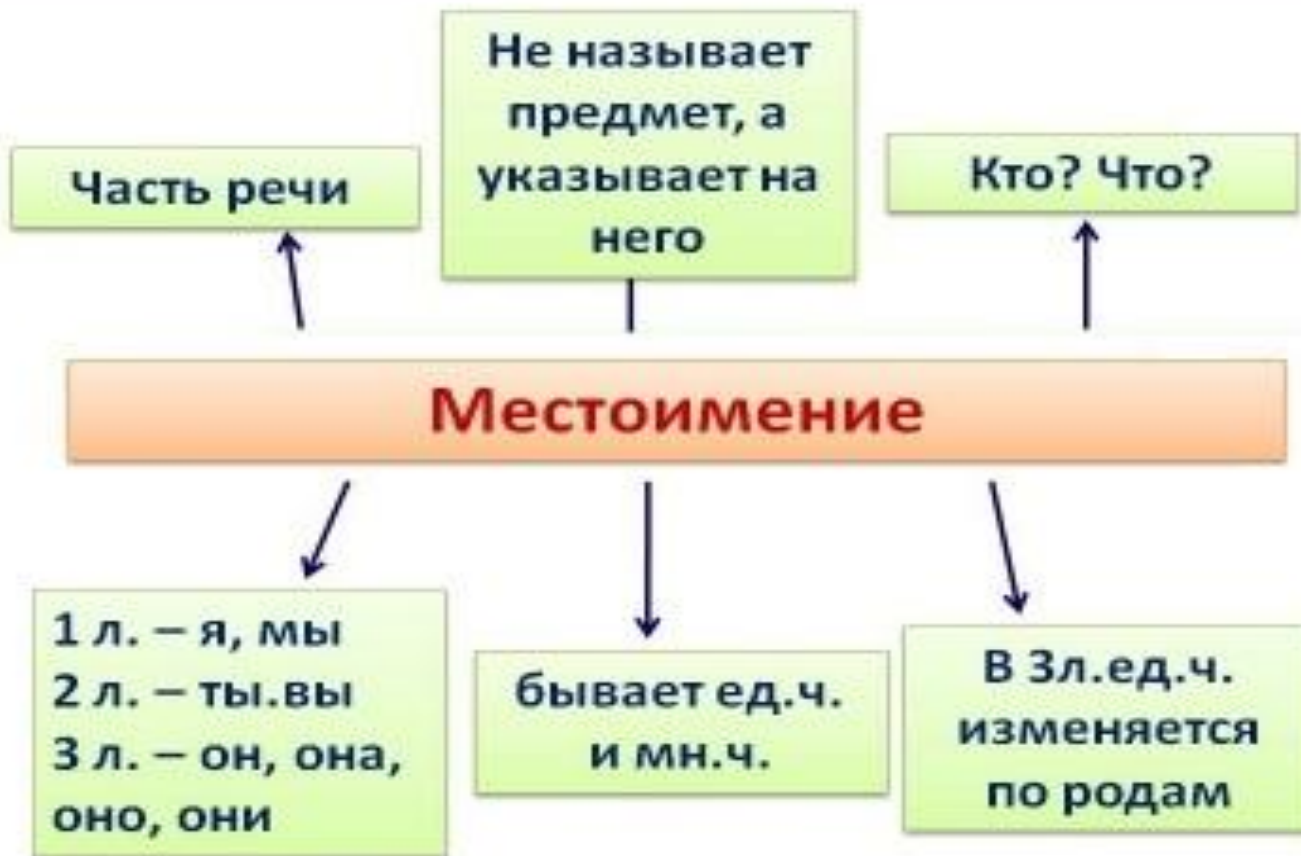 Часть речи
Не называет
предмет, а
указывает на
него
Кто? Что?
Местоимение
1 л. – я, мы
2 л. – ты.вы
3 л. – он, она,
оно, они
бывает ед.ч.
и мн.ч.
В 3л.ед.ч.
изменяется
по родам